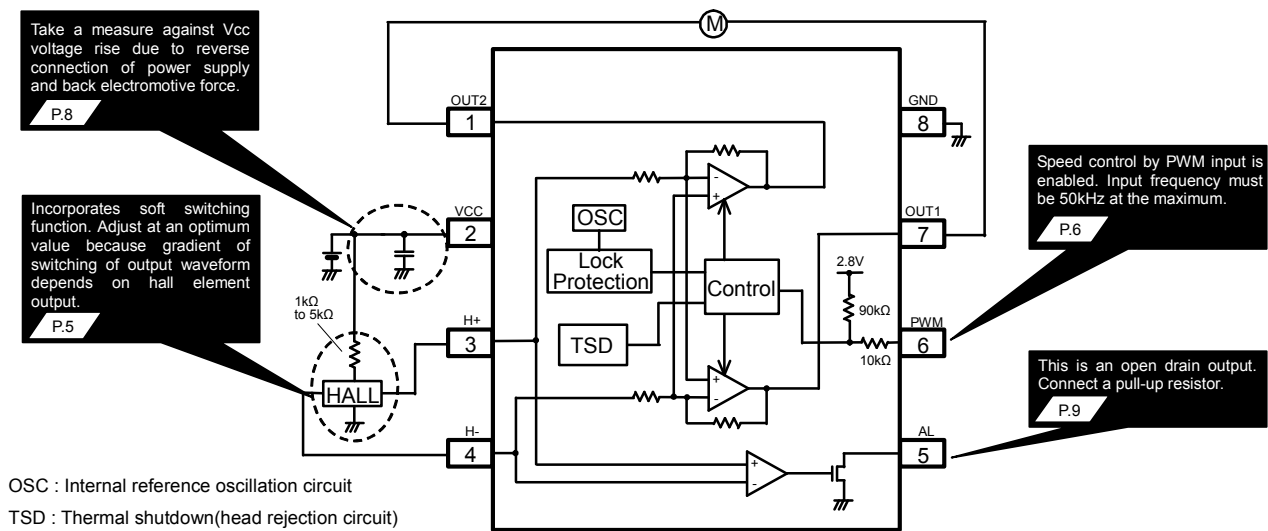 Take a measure against Vcc
voltage rise due to reverse
connection of power supply
and back electromotive force.
P.8
Incorporates soft switching
function. Adjust at an optimum
value because gradient of
switching of output waveform
depends on hall element
output.
P.5
M
OUT2
1
VCC
2
1kΩ
to 5kΩ
H+
3
HALL
H-
4
OSC
Lock
Protection
TSD
Control
-
+
+
-
+
-
2.8V
90kΩ
10kΩ
GND
8
OUT1
7
PWM
6
AL
5
Speed control by PWM input is
enabled. Input frequency must
be 50kHz at the maximum.
P.6
This is an open drain output.
Connect a pull-up resistor.
P.9
OSC : Internal reference oscillation circuit
TSD : Thermal shutdown(head rejection circuit)